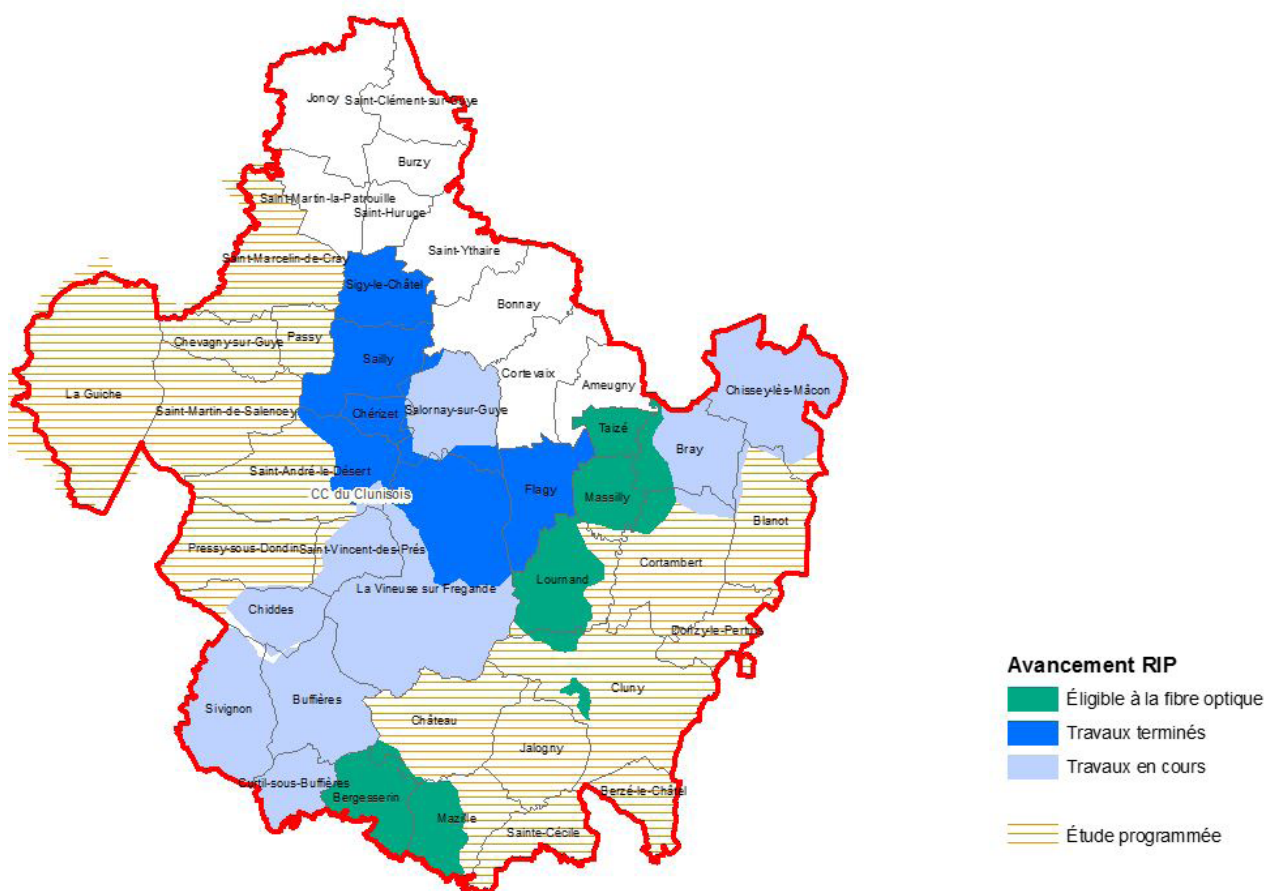 Joncy
Saint-Clément-sur-Guye
Burzy
Saint-Martin-la-Patrouille
Saint-Huruge
Saint-Ythaire
Saint-Marcelin-de-Cray
Sigy-le-Châtel
Bonnay
Chevagny-sur-Guye
Passy
Sailly
Cortevaix
Ameugny
Chissey-lès-Mâcon
La Guiche
Saint-Martin-de-Salencey
Chérizet
Salornay-sur-Guye
Taizé
Bray
Saint-André-le-Désert
CC du Clunisois
Flagy
Massilly
Blanot
Pressy-sous-Dondin
Saint-Vincent-des-Prés
Cortambert
Lournand
La Vineuse sur Fregande
Chiddes
Donzy-le-Pertuis
Cluny
Sivignon
Buffières
Château
Jalogny
Curtil-sous-Buffières
Bergesserin
Berzé-le-Châtel
Mazille
Sainte-Cécile
Avancement RIP
Éligible à la fibre optique
Travaux terminés
Travaux en cours
Étude programmée